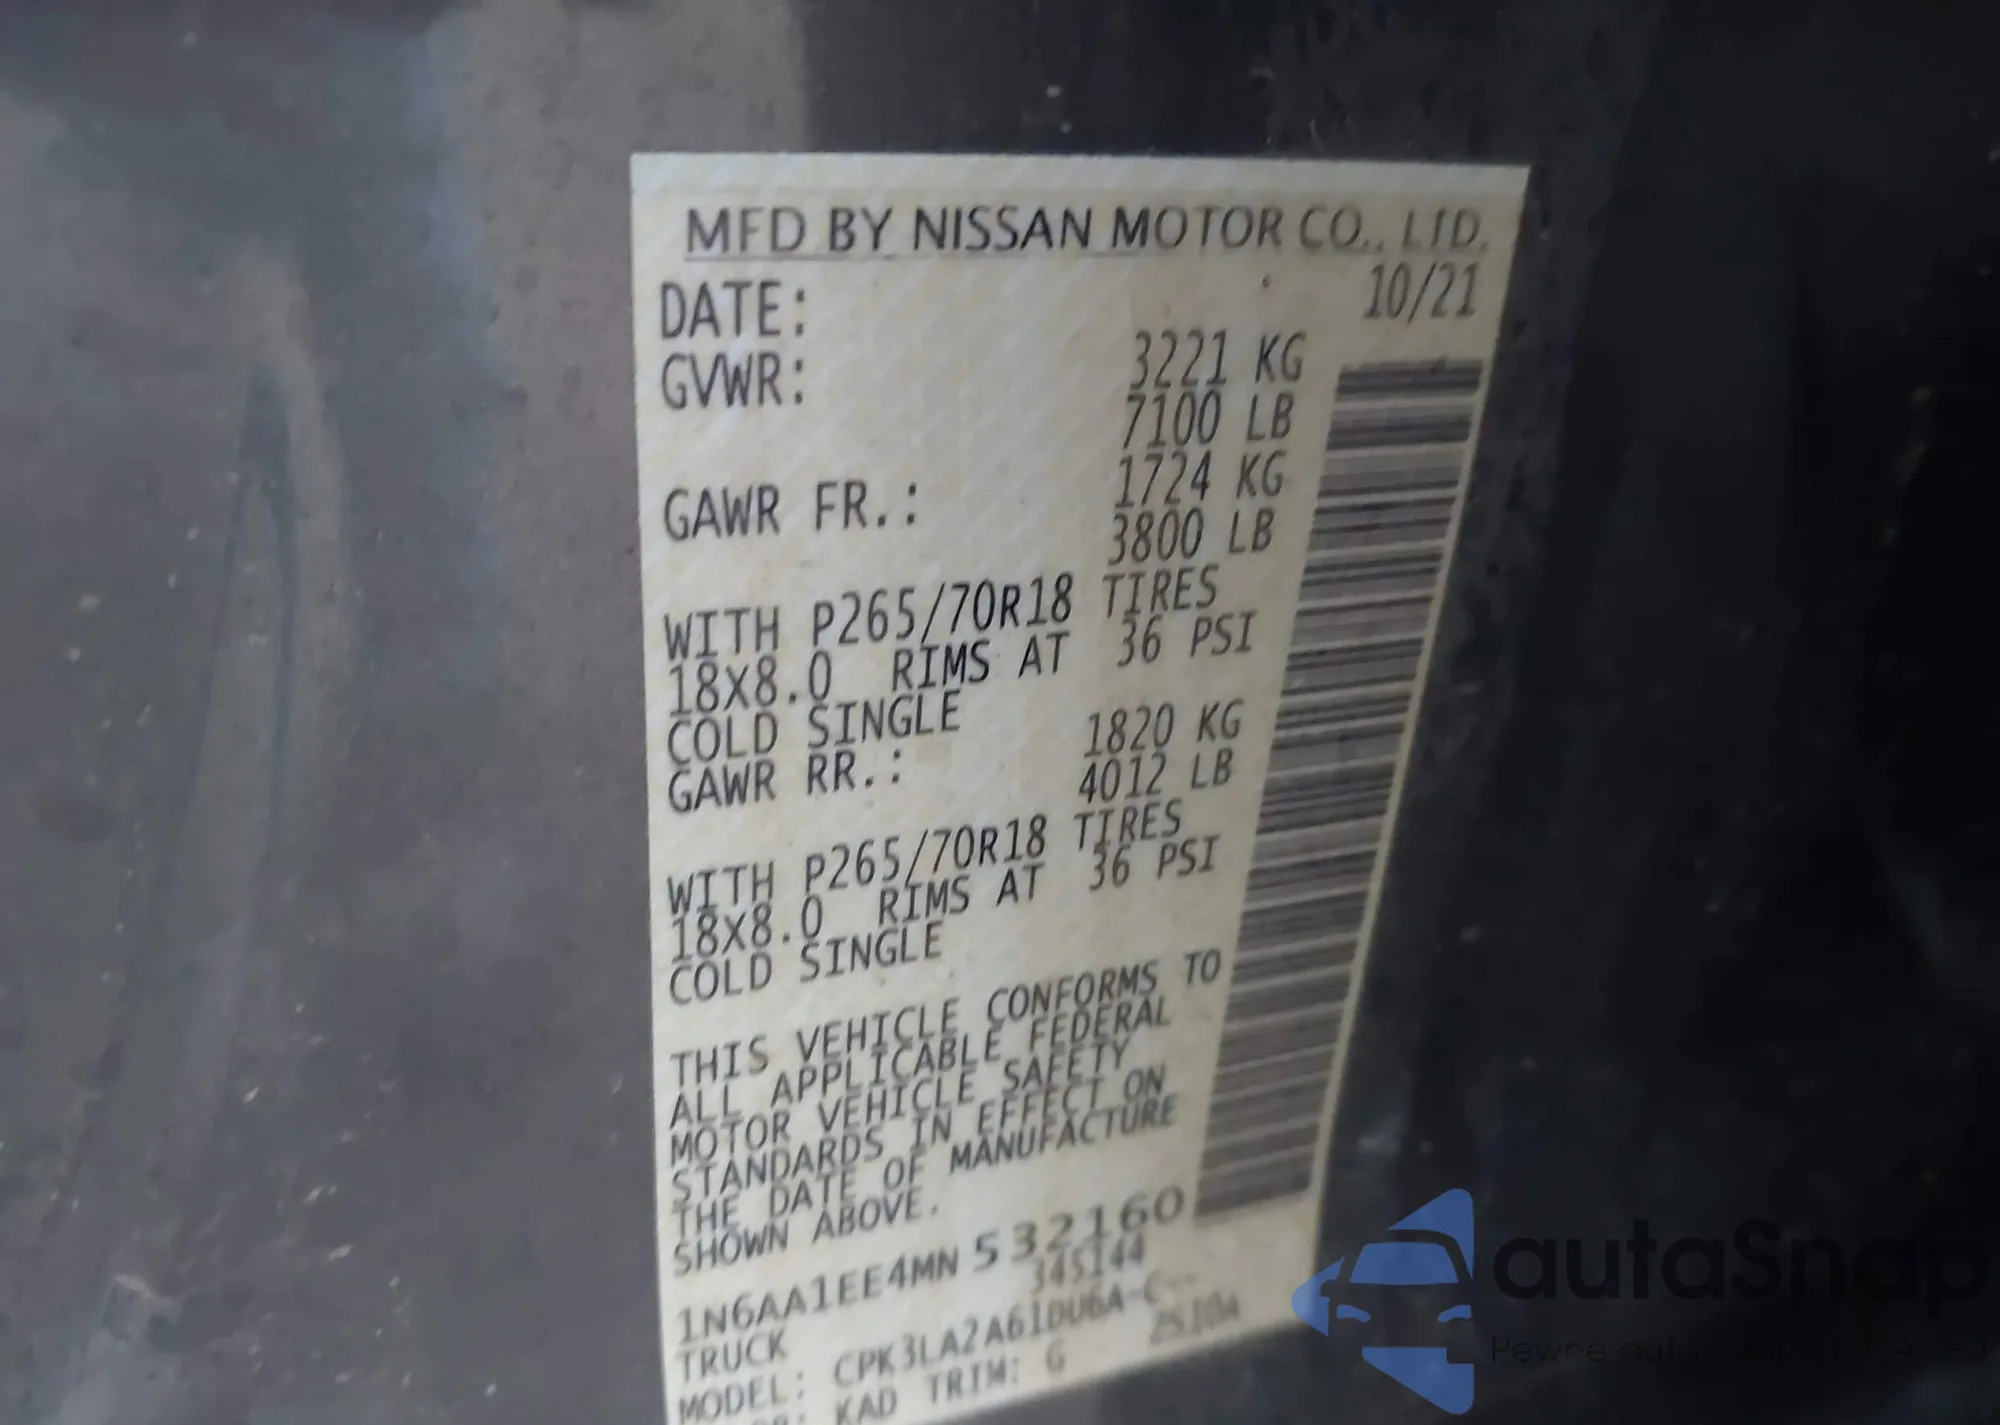 MFD BY NISSAN MOTOR CO., LTD.
DATE: 10/21
GVWR: 3221 KG
7100 LB
GAWR FR.: 1724 KG
3800 LB
WITH P265/70R18 TIRES
18X8.0 RIMS AT 36 PSI
COLD SINGLE
GAWR RR.: 1820 KG
4012 LB
WITH P265/70R18 TIRES
18X8.0 RIMS AT 36 PSI
COLD SINGLE
THIS VEHICLE CONFORMS TO
ALL APPLICABLE FEDERAL
MOTOR VEHICLE SAFETY
STANDARDS IN EFFECT ON
THE DATE OF MANUFACTURE
SHOWN ABOVE.
1N6AA1EE4MN532160
TRUCK 345144
MODEL: CPK3LA2A61DU6A-C--
KAD TRIM: G
autaSnap
Pewne auta